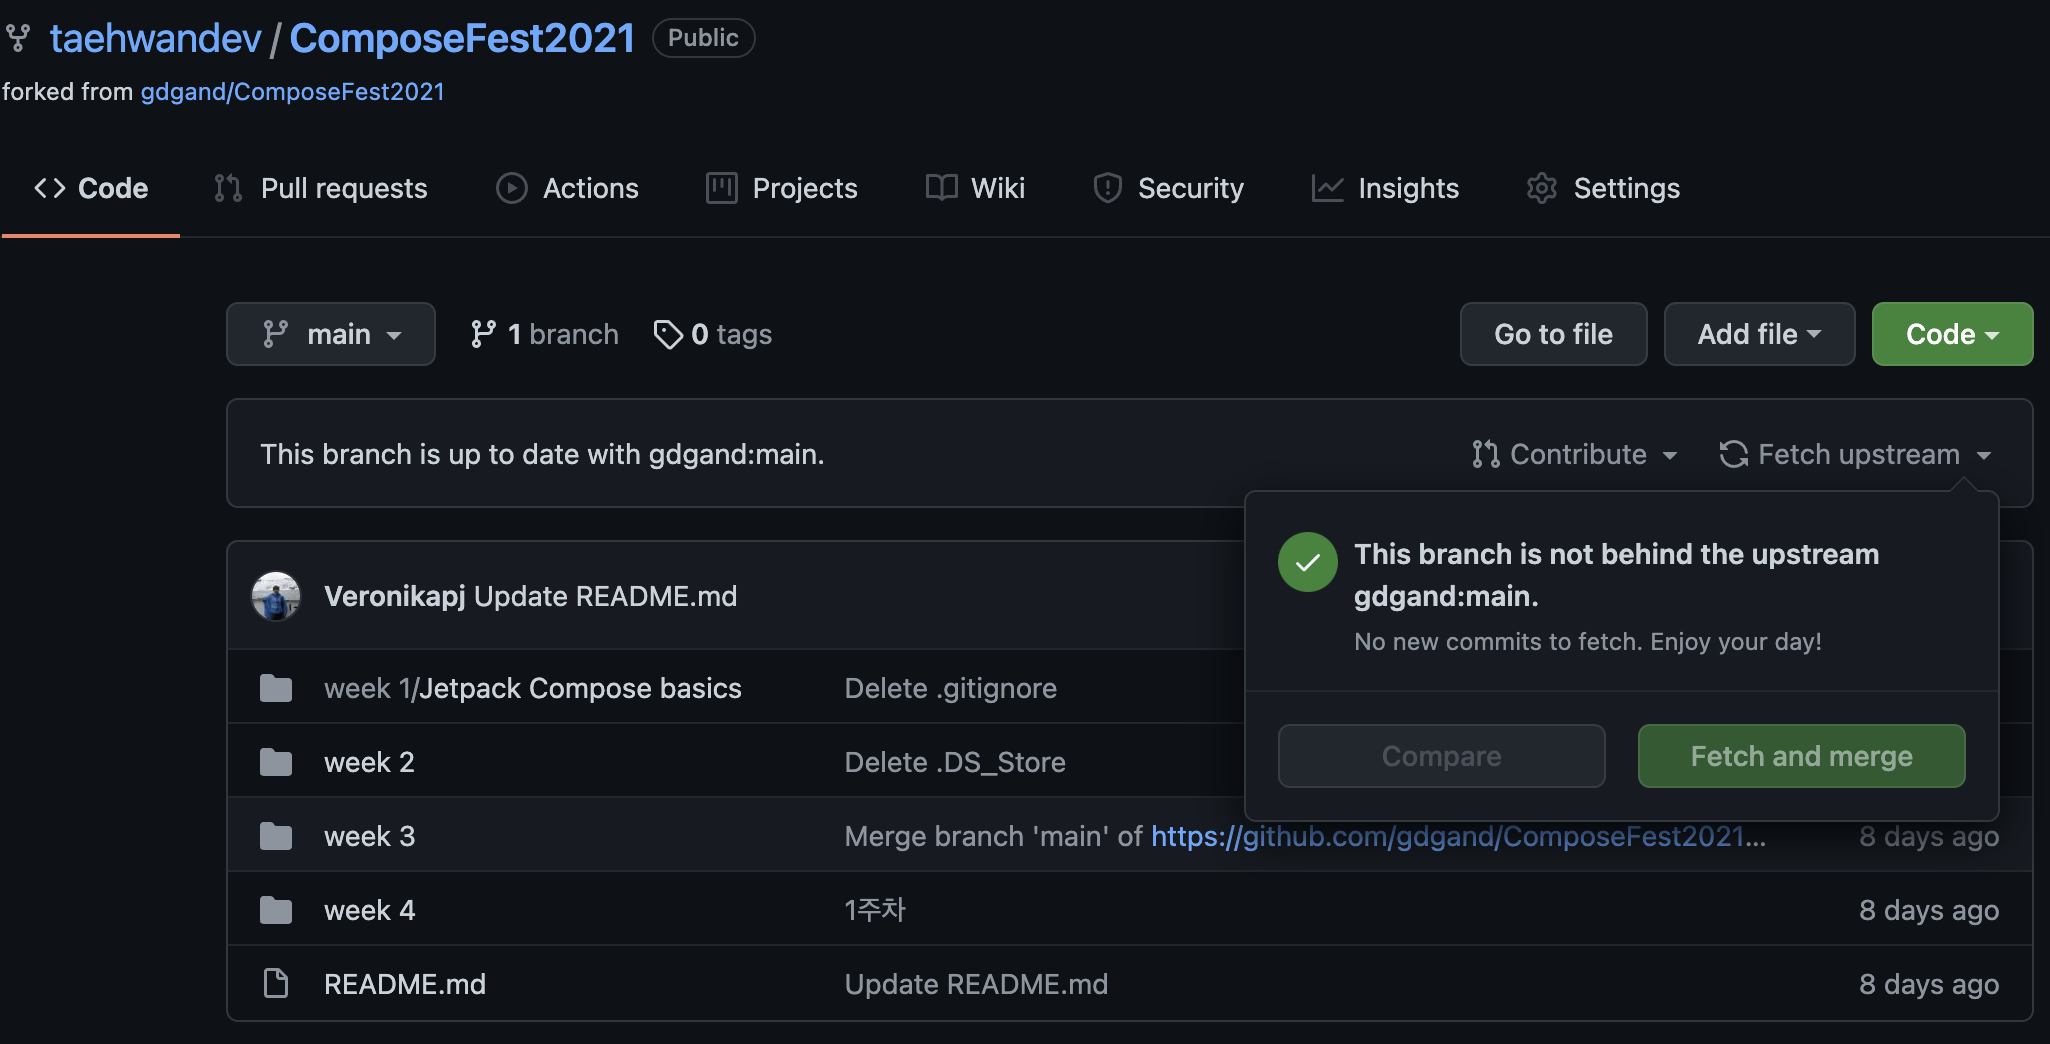 taehwandev / ComposeFest2021 Public
forked from gdgand/ComposeFest2021
Code Pull requests Actions Projects Wiki Security Insights Settings
main 1 branch 0 tags Go to file Add file Code
This branch is up to date with gdgand:main. Contribute Fetch upstream
This branch is not behind the upstream
gdgand:main.
No new commits to fetch. Enjoy your day!
Compare Fetch and merge
Veronikapj Update README.md
week 1/Jetpack Compose basics Delete .gitignore
week 2 Delete .DS_Store
week 3 Merge branch 'main' of https://github.com/gdgand/ComposeFest2021... 8 days ago
week 4 1주차 8 days ago
README.md Update README.md 8 days ago